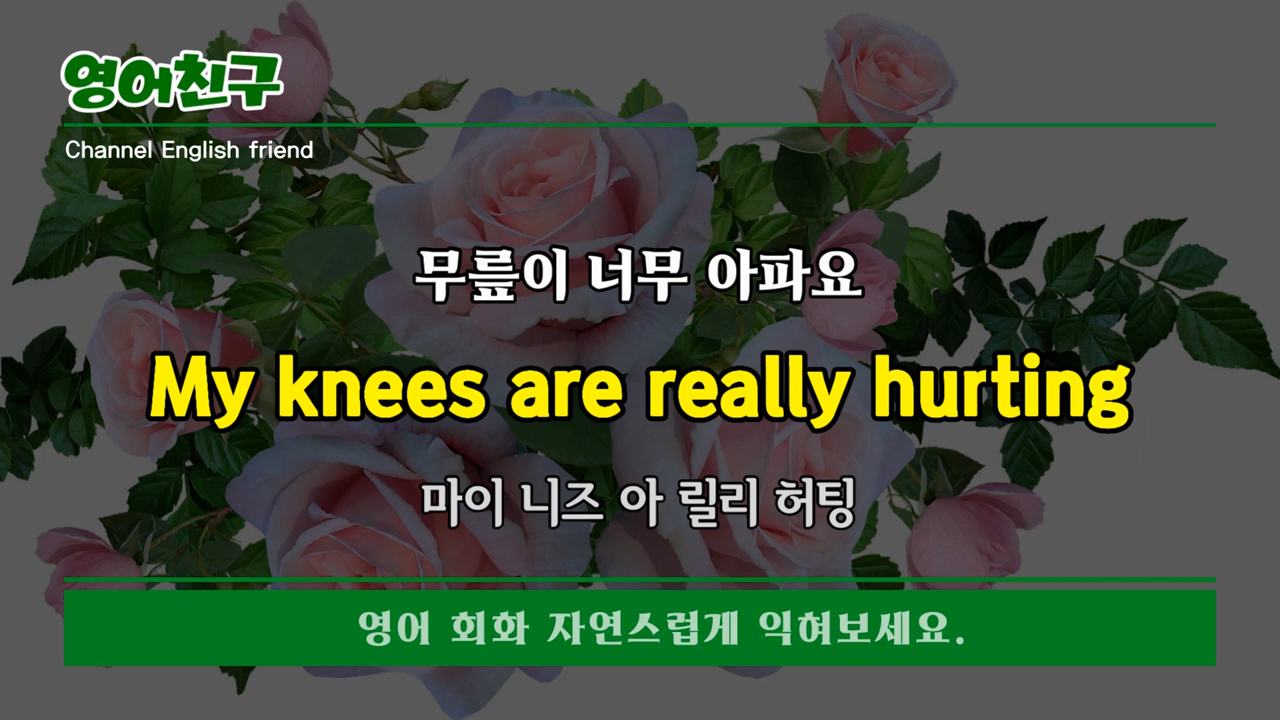 영어친구
Channel English friend
무릎이 너무 아파요
My knees are really hurting
마이 니즈 아 릴리 허팅
영어 회화 자연스럽게 익혀보세요.